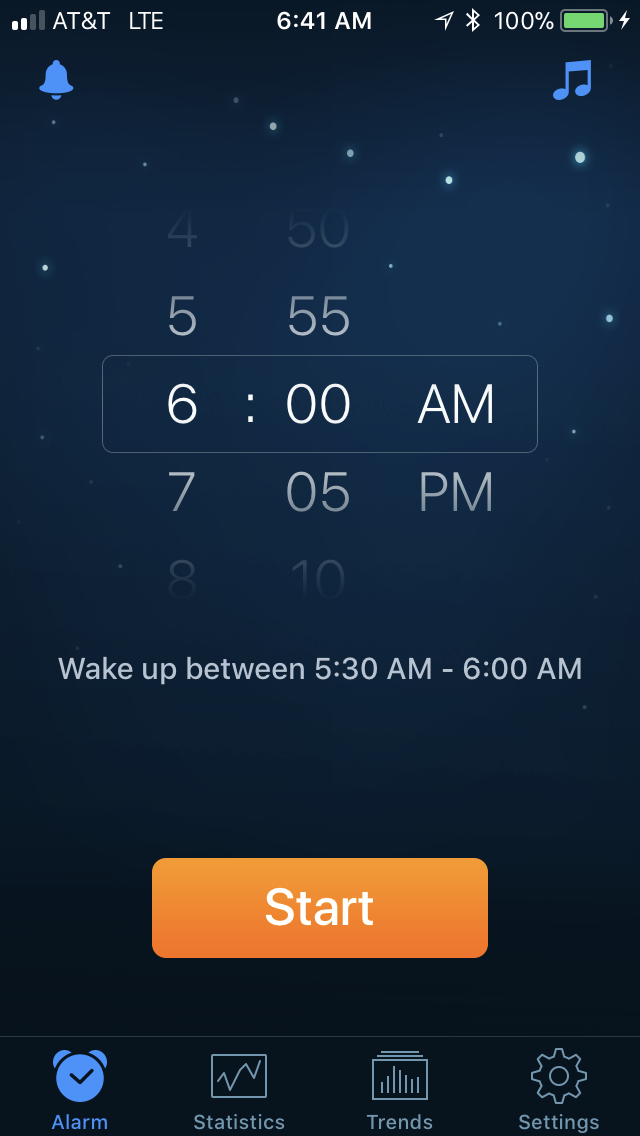 AT&T LTE 6:41 AM 100%
4 50
5 55
6 : 00 AM
7 05 PM
8 10
Wake up between 5:30 AM - 6:00 AM
Start
Alarm Statistics Trends Settings